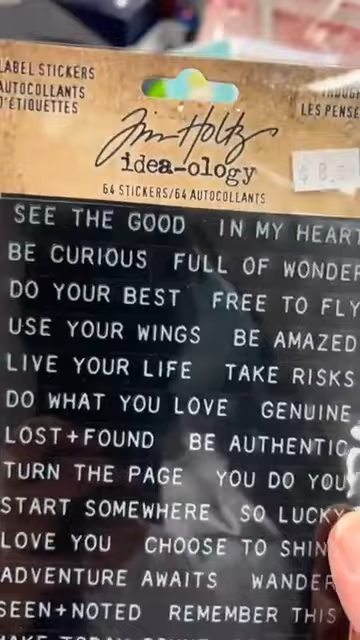 LABEL STICKERS
AUTOCOLLANTS
D'ÉTIQUETTES
LES PENSE
Tim Holtz
idea-ology
64 STICKERS/64 AUTOCOLLANTS
SEE THE GOOD IN MY HEART
BE CURIOUS FULL OF WONDE
DO YOUR BEST FREE TO FLY
USE YOUR WINGS BE AMAZED
LIVE YOUR LIFE TAKE RISKS
DO WHAT YOU LOVE GENUINE
LOST+FOUND BE AUTHENTIC
TURN THE PAGE YOU DO YOU
START SOMEWHERE SO LUCKY
LOVE YOU CHOOSE TO SHIN
ADVENTURE AWAITS WANDER
SEEN+NOTED REMEMBER THIS